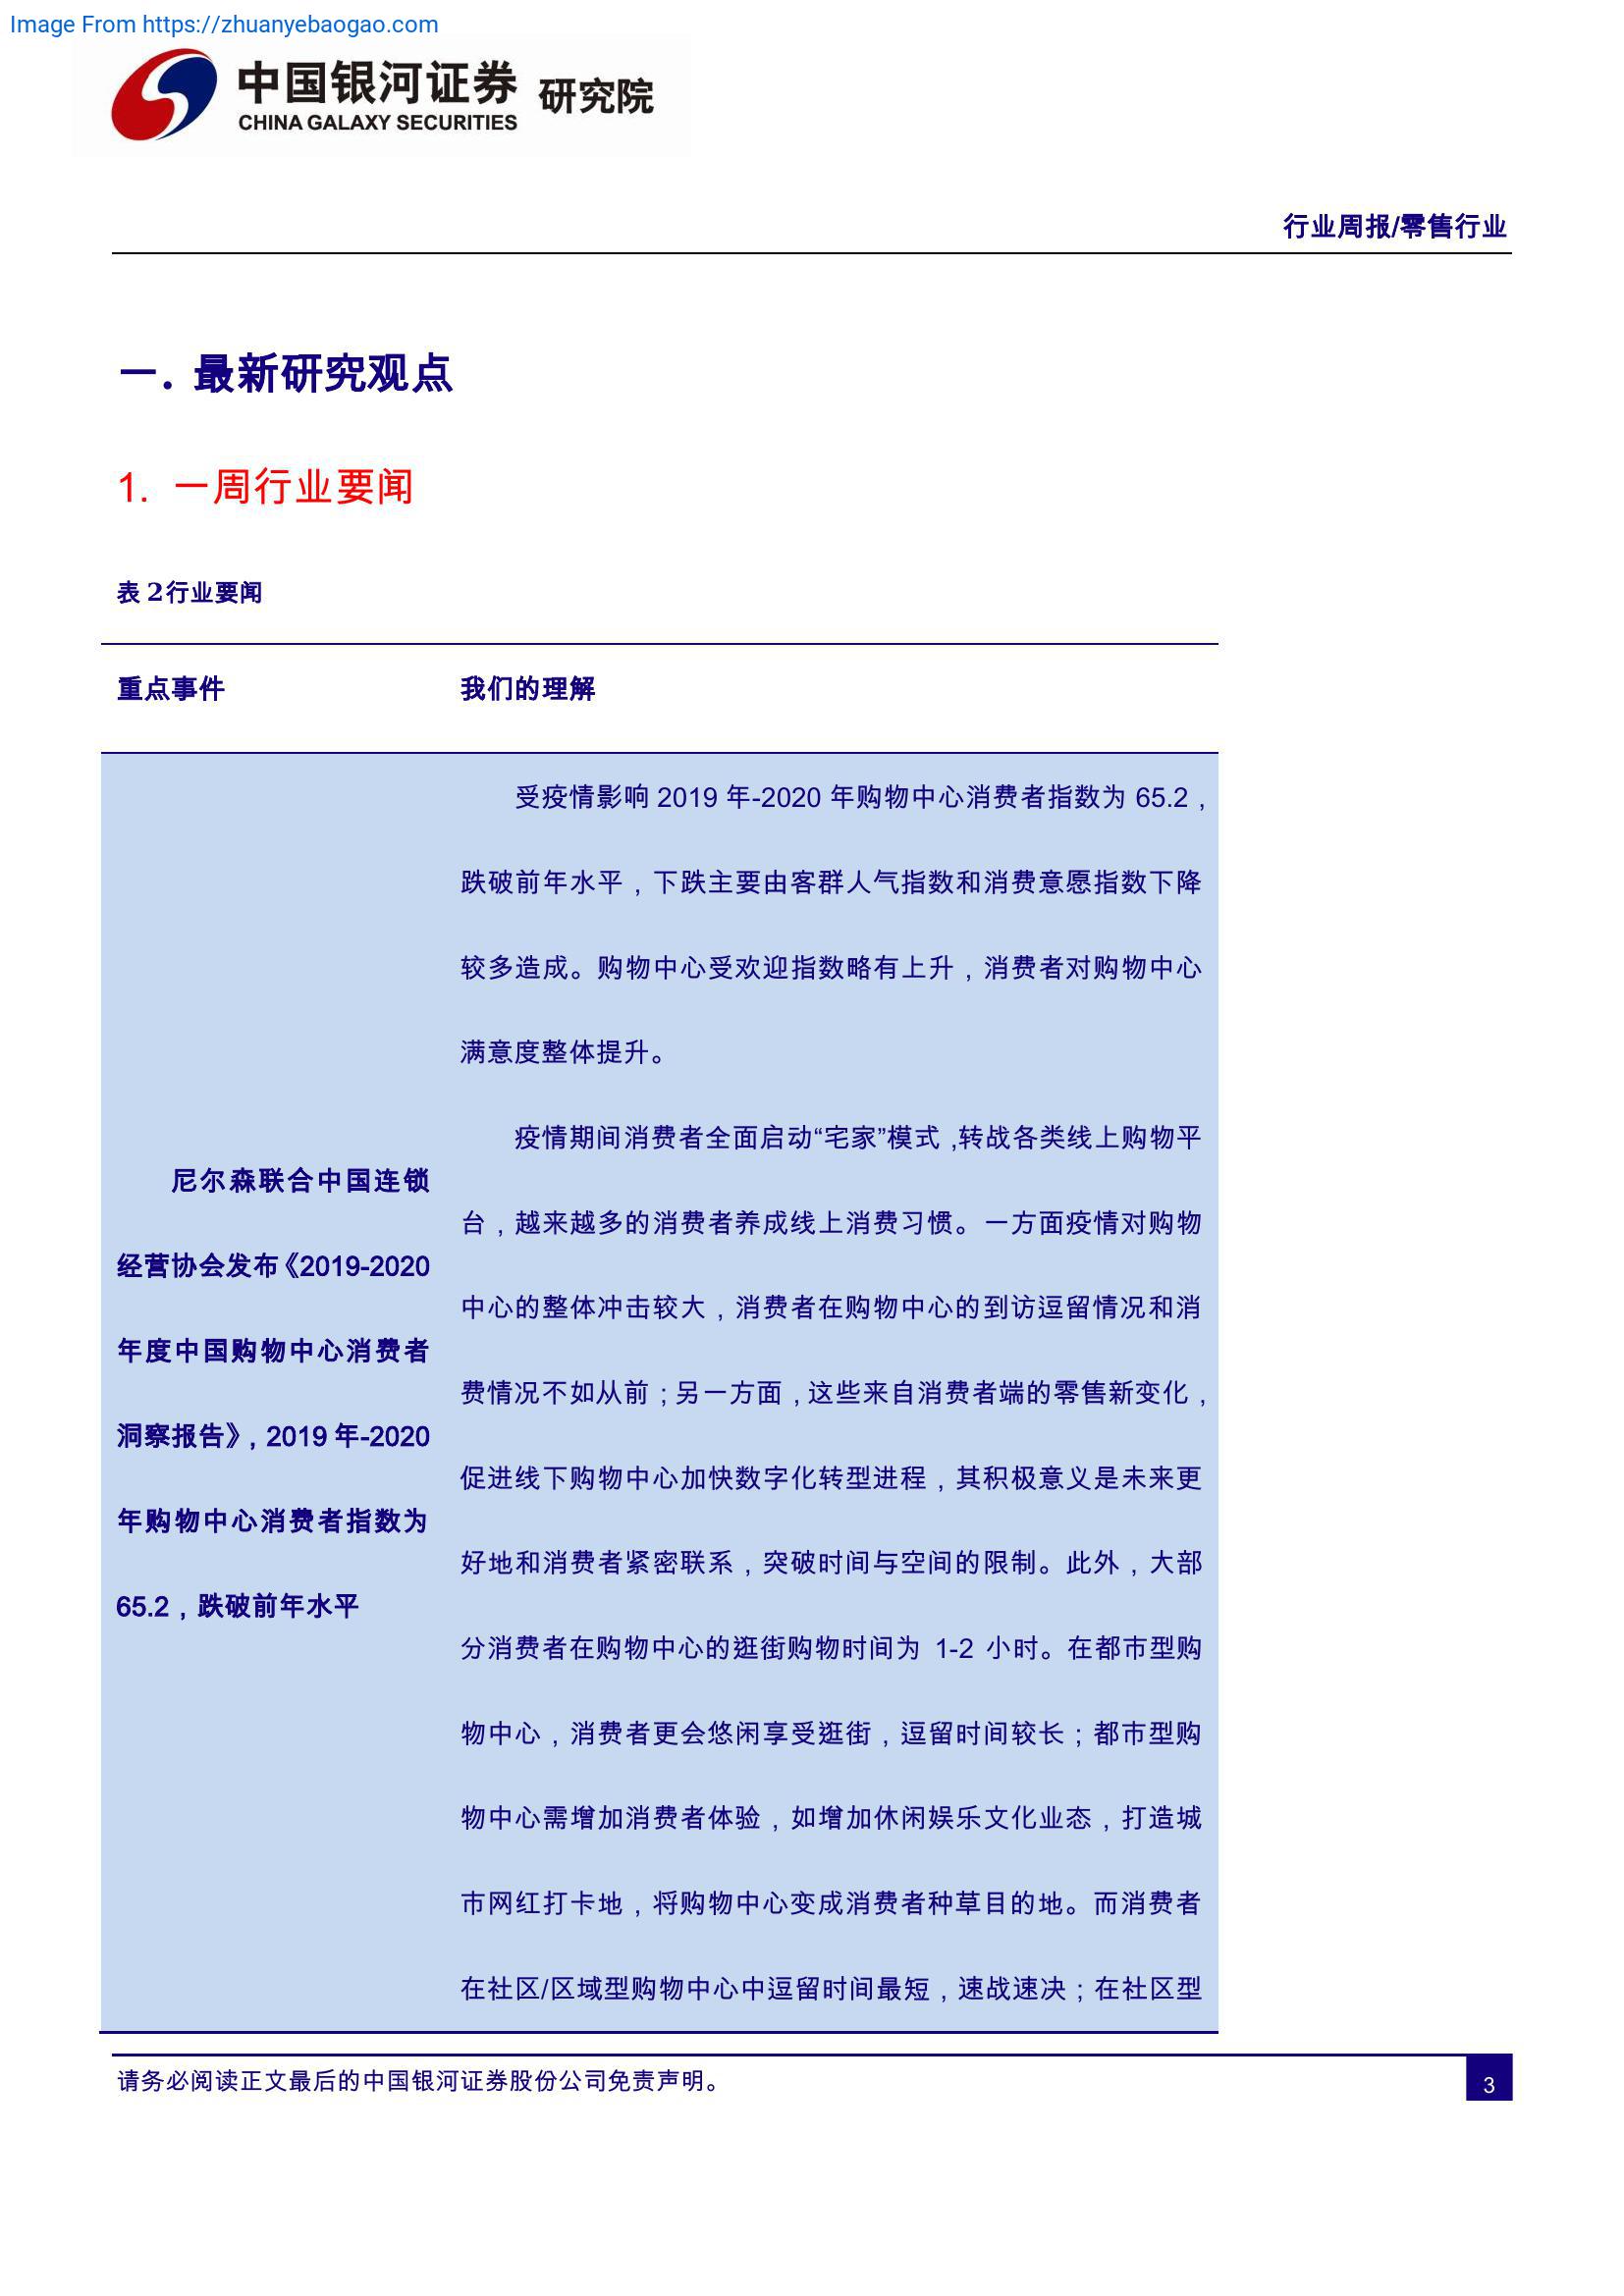 Image From https://zhuanyebaogao.com
中国银河证券 研究院
CHINA GALAXY SECURITIES
行业周报/零售行业
一. 最新研究观点
1. 一周行业要闻
表 2行业要闻
重点事件 我们的理解
尼尔森联合中国连锁
经营协会发布《2019-2020
年度中国购物中心消费者
洞察报告》，2019 年-2020
年购物中心消费者指数为
65.2，跌破前年水平
受疫情影响 2019 年-2020 年购物中心消费者指数为 65.2，
跌破前年水平，下跌主要由客群人气指数和消费意愿指数下降
较多造成。购物中心受欢迎指数略有上升，消费者对购物中心
满意度整体提升。
疫情期间消费者全面启动“宅家”模式,转战各类线上购物平
台，越来越多的消费者养成线上消费习惯。一方面疫情对购物
中心的整体冲击较大，消费者在购物中心的到访逗留情况和消
费情况不如从前；另一方面，这些来自消费者端的零售新变化，
促进线下购物中心加快数字化转型进程，其积极意义是未来更
好地和消费者紧密联系，突破时间与空间的限制。此外，大部
分消费者在购物中心的逛街购物时间为 1-2 小时。在都市型购
物中心，消费者更会悠闲享受逛街，逗留时间较长；都市型购
物中心需增加消费者体验，如增加休闲娱乐文化业态，打造城
市网红打卡地，将购物中心变成消费者种草目的地。而消费者
在社区/区域型购物中心中逗留时间最短，速战速决；在社区型
请务必阅读正文最后的中国银河证券股份公司免责声明。
3